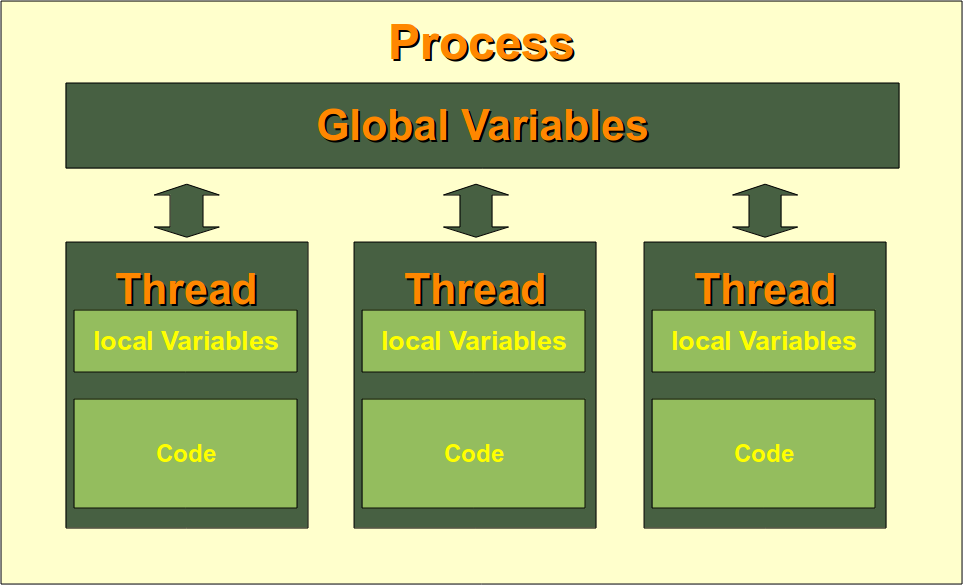 Process
Global Variables
Thread
local Variables
Code
Thread
local Variables
Code
Thread
local Variables
Code